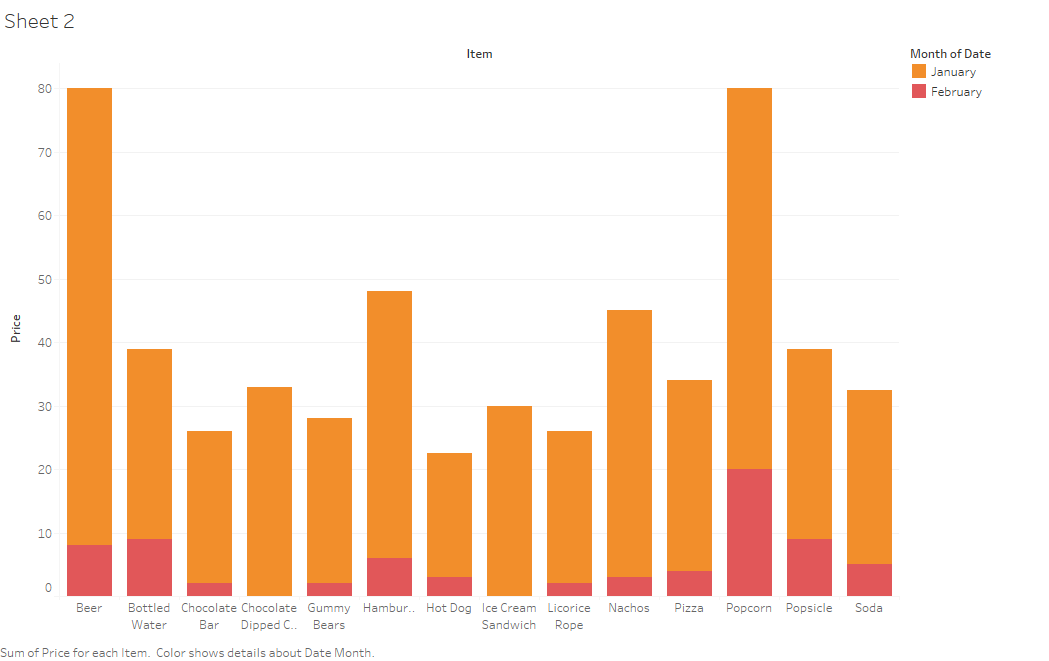 Sheet 2
Item
Month of Date
January
February
Price
80
70
60
50
40
30
20
10
0
Beer
Bottled
Water
Chocolate
Bar
Chocolate
Dipped C..
Gummy
Bears
Hambur..
Hot Dog
Ice Cream
Sandwich
Licorice
Rope
Nachos
Pizza
Popcorn
Popsicle
Soda
Sum of Price for each Item.  Color shows details about Date Month.